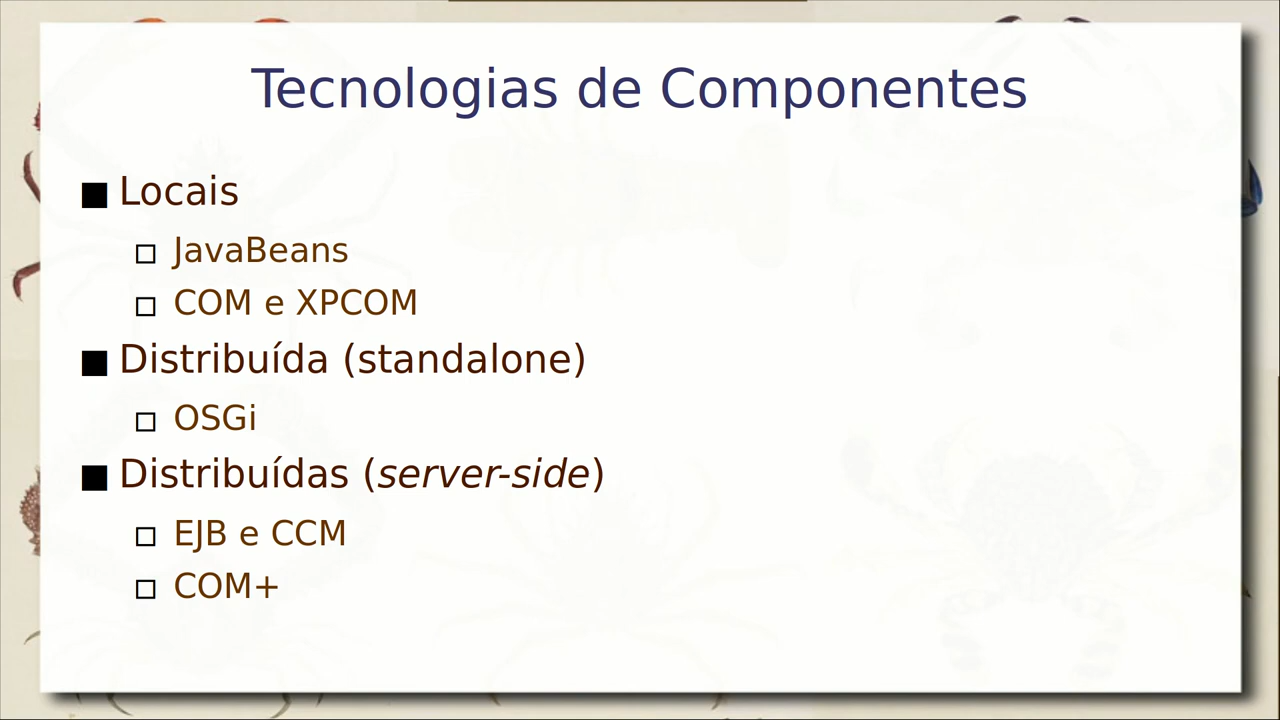 Tecnologias de Componentes
Locais
JavaBeans
COM e XPCOM
Distribuída (standalone)
OSGi
Distribuídas (server-side)
EJB e CCM
COM+